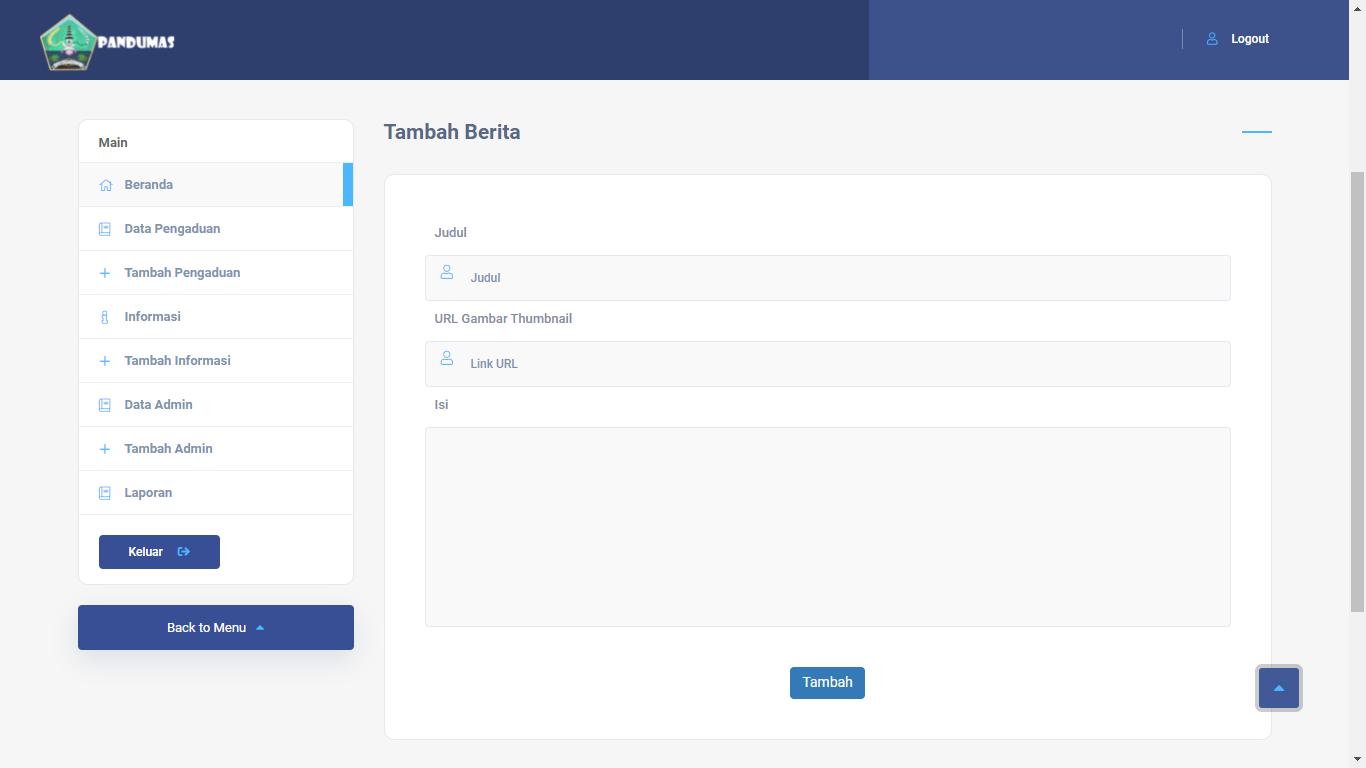 PANDUMAS
Logout
Main
Beranda
Data Pengaduan
Tambah Pengaduan
Informasi
Tambah Informasi
Data Admin
Tambah Admin
Laporan
Keluar
Back to Menu
Tambah Berita
Judul
Judul
URL Gambar Thumbnail
Link URL
Isi
Tambah